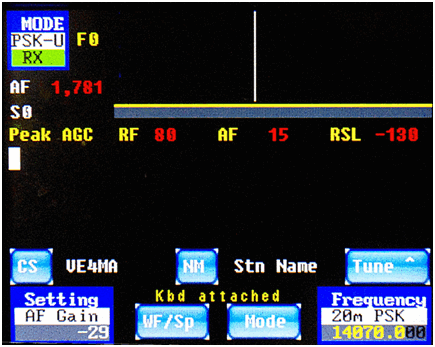 MODE
PSK-U F0
RX
AF 1,781
S0
Peak AGC RF 80 AF 15 RSL -130
CS VE4MA NM Stn Name Tune ^
Kbd attached
Setting WF/Sp Mode Frequency
AF Gain 20m PSK
-29 14070.000